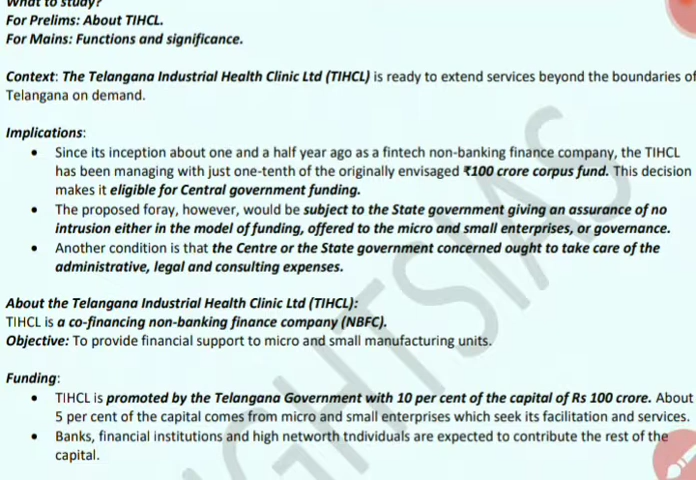 What to study?
For Prelims: About TIHCL.
For Mains: Functions and significance.
Context: The Telangana Industrial Health Clinic Ltd (TIHCL) is ready to extend services beyond the boundaries of
Telangana on demand.
Implications:
• Since its inception about one and a half year ago as a fintech non-banking finance company, the TIHCL
has been managing with just one-tenth of the originally envisaged ₹100 crore corpus fund. This decision
makes it eligible for Central government funding.
• The proposed foray, however, would be subject to the State government giving an assurance of no
intrusion either in the model of funding, offered to the micro and small enterprises, or governance.
• Another condition is that the Centre or the State government concerned ought to take care of the
administrative, legal and consulting expenses.
About the Telangana Industrial Health Clinic Ltd (TIHCL):
TIHCL is a co-financing non-banking finance company (NBFC).
Objective: To provide financial support to micro and small manufacturing units.
Funding:
• TIHCL is promoted by the Telangana Government with 10 per cent of the capital of Rs 100 crore. About
5 per cent of the capital comes from micro and small enterprises which seek its facilitation and services.
• Banks, financial institutions and high networth tndividuals are expected to contribute the rest of the
capital.
GHTSIAS